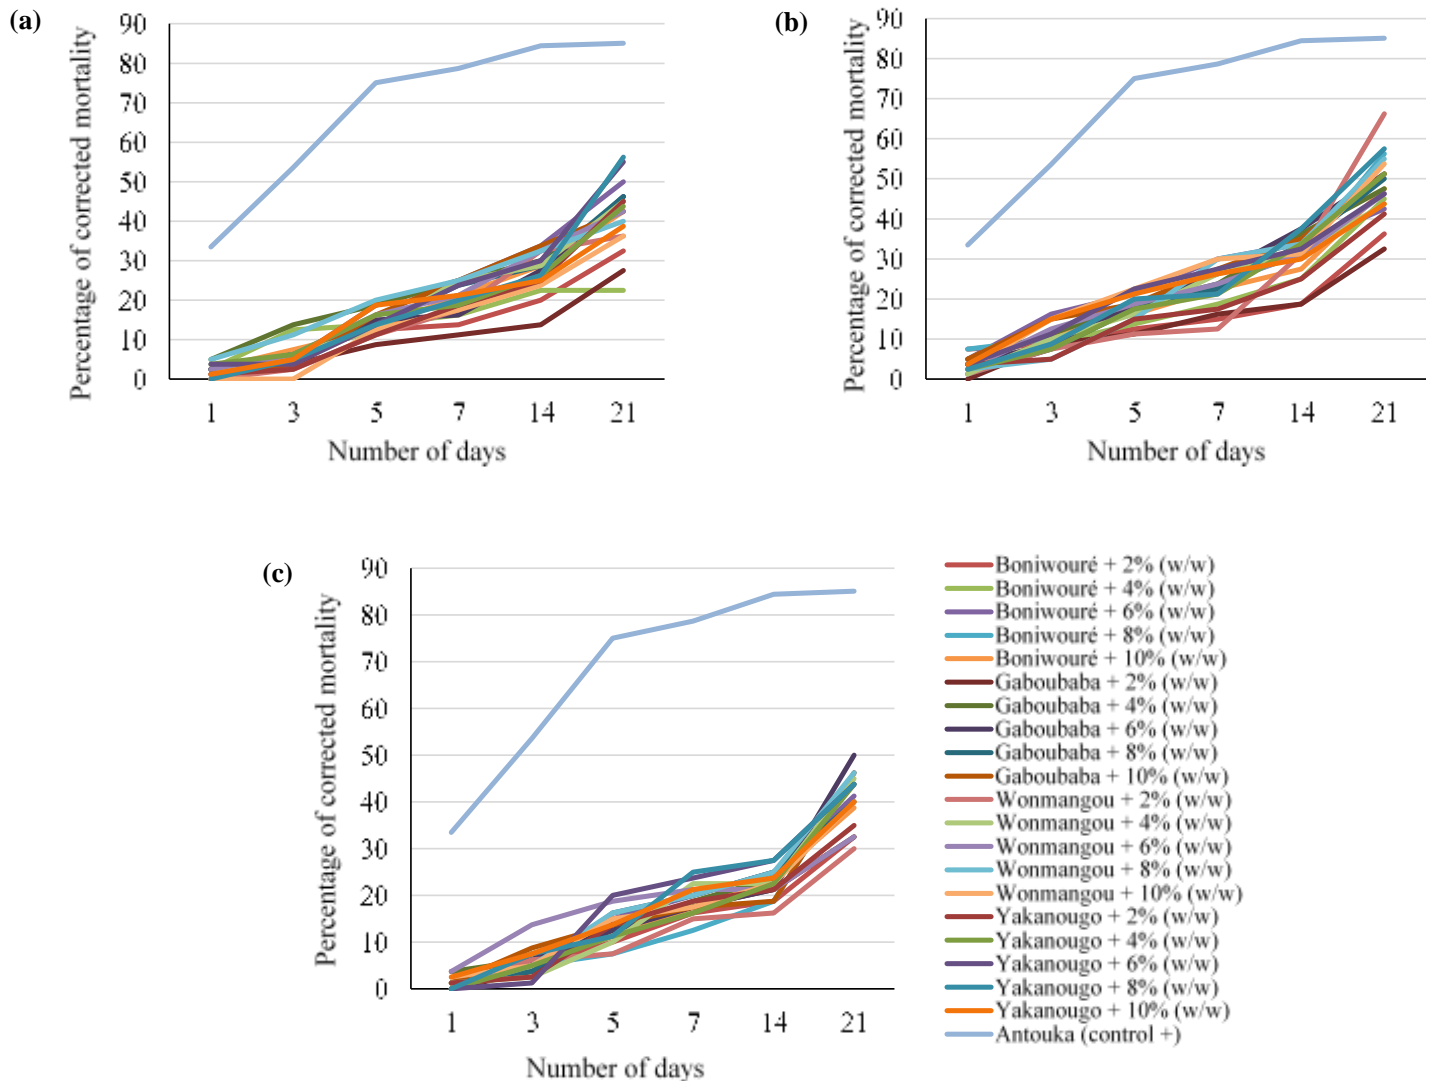 (a)
Percentage of corrected mortality
90
80
70
60
50
40
30
20
10
0
1 3 5 7 14 21
Number of days
(b)
Percentage of corrected mortality
90
80
70
60
50
40
30
20
10
0
1 3 5 7 14 21
Number of days
(c)
Percentage of corrected mortality
90
80
70
60
50
40
30
20
10
0
1 3 5 7 14 21
Number of days
Boniwouré + 2% (w/w)
Boniwouré + 4% (w/w)
Boniwouré + 6% (w/w)
Boniwouré + 8% (w/w)
Boniwouré + 10% (w/w)
Gaboubaba + 2% (w/w)
Gaboubaba + 4% (w/w)
Gaboubaba + 6% (w/w)
Gaboubaba + 8% (w/w)
Gaboubaba + 10% (w/w)
Wonmangou + 2% (w/w)
Wonmangou + 4% (w/w)
Wonmangou + 6% (w/w)
Wonmangou + 8% (w/w)
Wonmangou + 10% (w/w)
Yakanougo + 2% (w/w)
Yakanougo + 4% (w/w)
Yakanougo + 6% (w/w)
Yakanougo + 8% (w/w)
Yakanougo + 10% (w/w)
Antouka (control +)